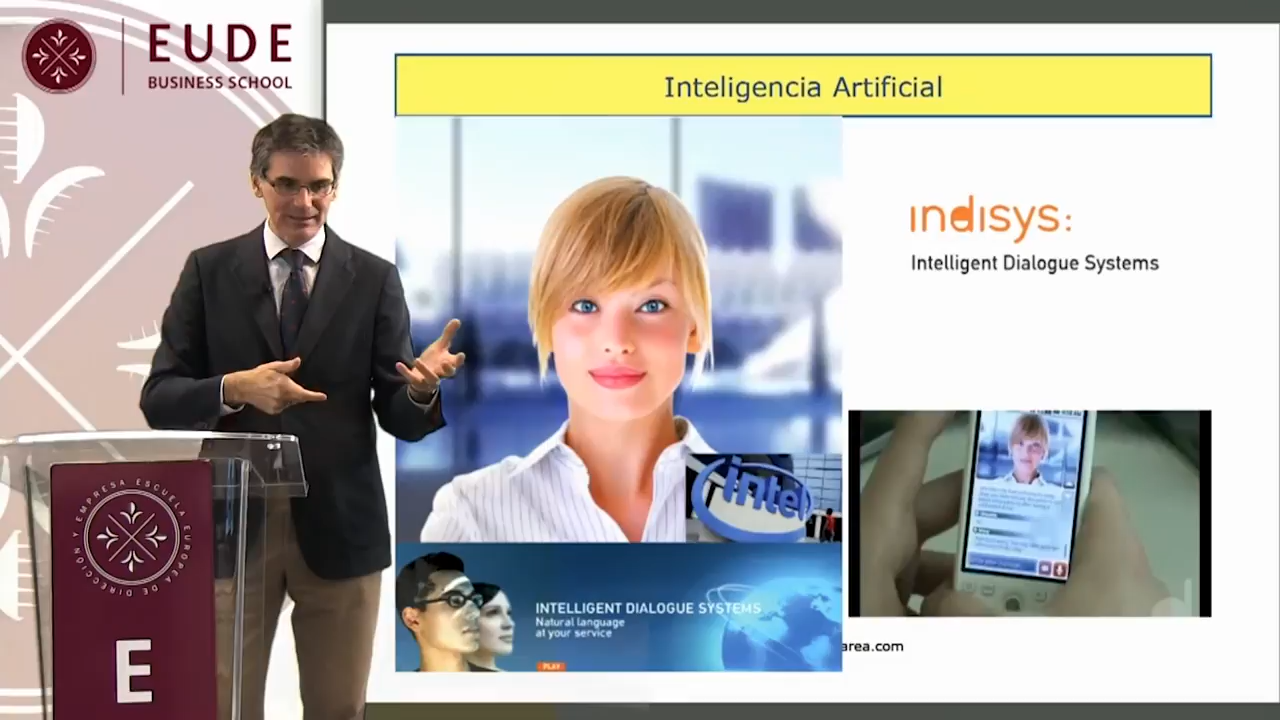 EUDE
BUSINESS SCHOOL
Inteligencia Artificial
indisys:
Intelligent Dialogue Systems
intel
INTELLIGENT DIALOGUE SYSTEMS
Natural language
at your service
PLAY
area.com
EMPRESA ESCUELA EUROPEA DE DIRECCIÓN Y
E